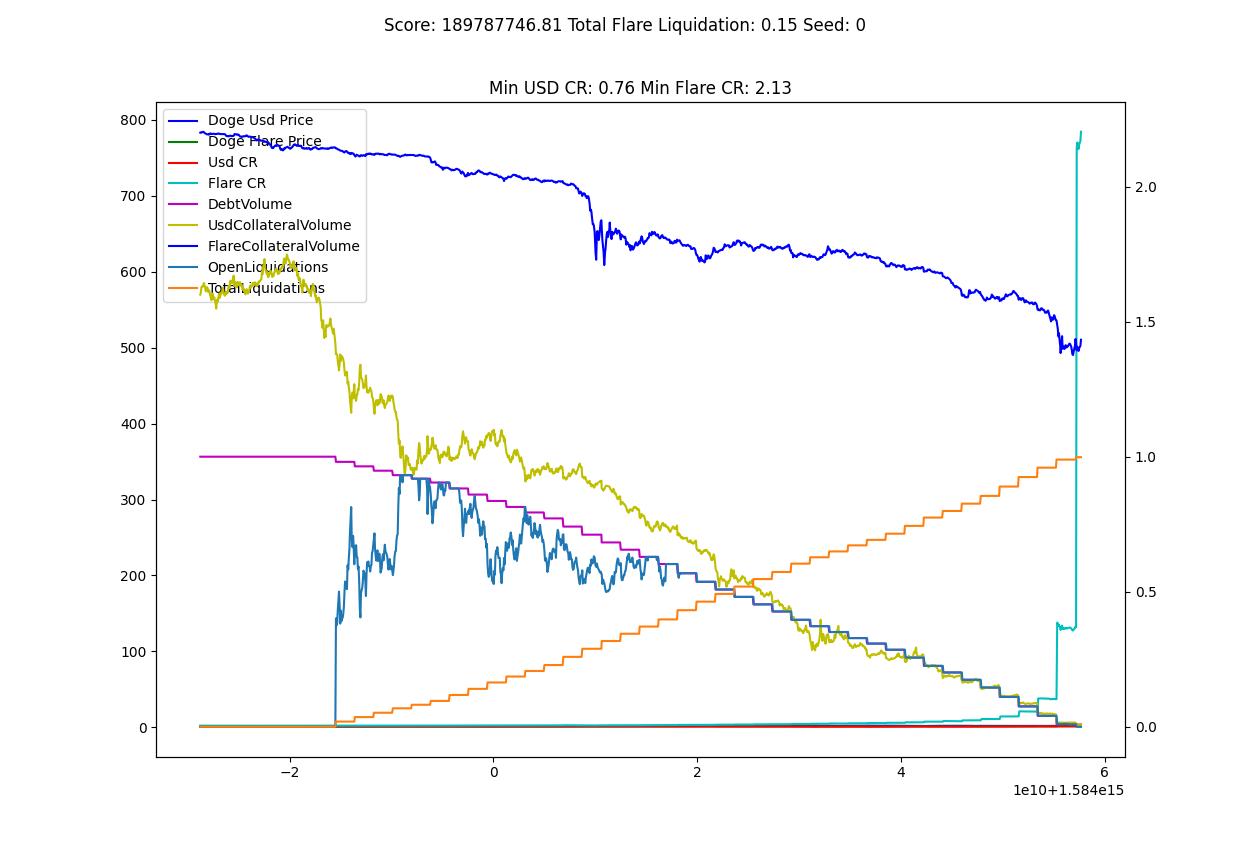 Score: 189787746.81 Total Flare Liquidation: 0.15 Seed: 0
Min USD CR: 0.76 Min Flare CR: 2.13
Doge Usd Price
Doge Flare Price
Usd CR
Flare CR
DebtVolume
UsdCollateralVolume
FlareCollateralVolume
OpenLiquidations
TotalLiquidations
800
700
600
500
400
300
200
100
0
2.0
1.5
1.0
0.5
0.0
−2
0
2
4
6
1e10+1.584e15